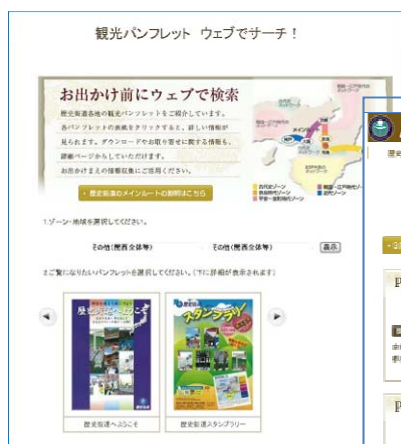 観光パンフレット ウェブでサーチ！
お出かけ前にウェブで検索
歴史街道各地の観光パンフレットをご紹介しています。
各パンフレットの表紙をクリックすると、詳しい情報が
見られます。ダウンロードやお取り寄せに関する情報も、
詳細ページからしていただけます。
お出かけまえの情報収集にご活用ください。
歴史街道のメインルートの説明はこちら
1.ゾーン・地域を選択してください。
その他(関西全体等)
その他(関西全体等)
表示
2.ご覧になりたいパンフレットを選択してください。(下に詳細が表示されます)
歴史街道へようこそ
スタンプラリー
歴史街道へようこそ
歴史街道スタンプラリー